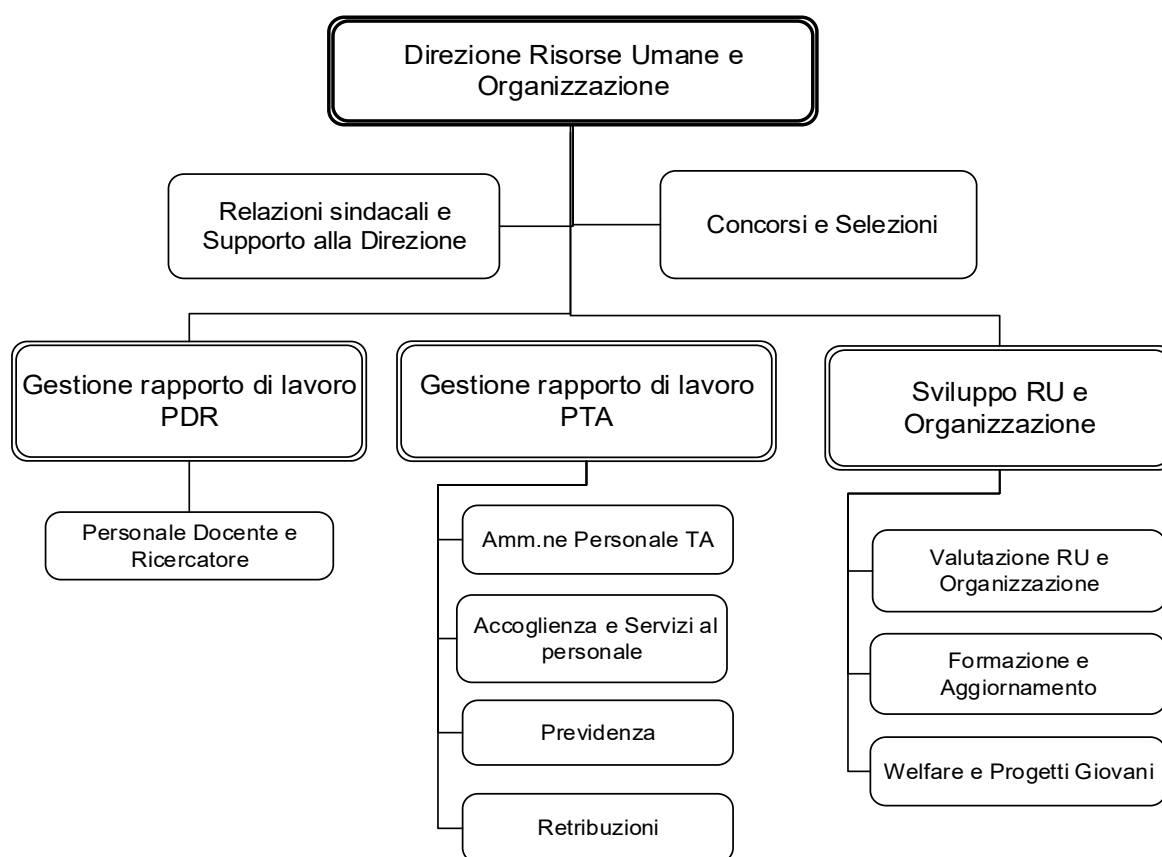 Direzione Risorse Umane e
Organizzazione
Relazioni sindacali e
Supporto alla Direzione
Concorsi e Selezioni
Gestione rapporto di lavoro
PDR
Gestione rapporto di lavoro
PTA
Sviluppo RU e
Organizzazione
Personale Docente e
Ricercatore
Amm.ne Personale TA
Accoglienza e Servizi al
personale
Previdenza
Retribuzioni
Valutazione RU e
Organizzazione
Formazione e
Aggiornamento
Welfare e Progetti Giovani